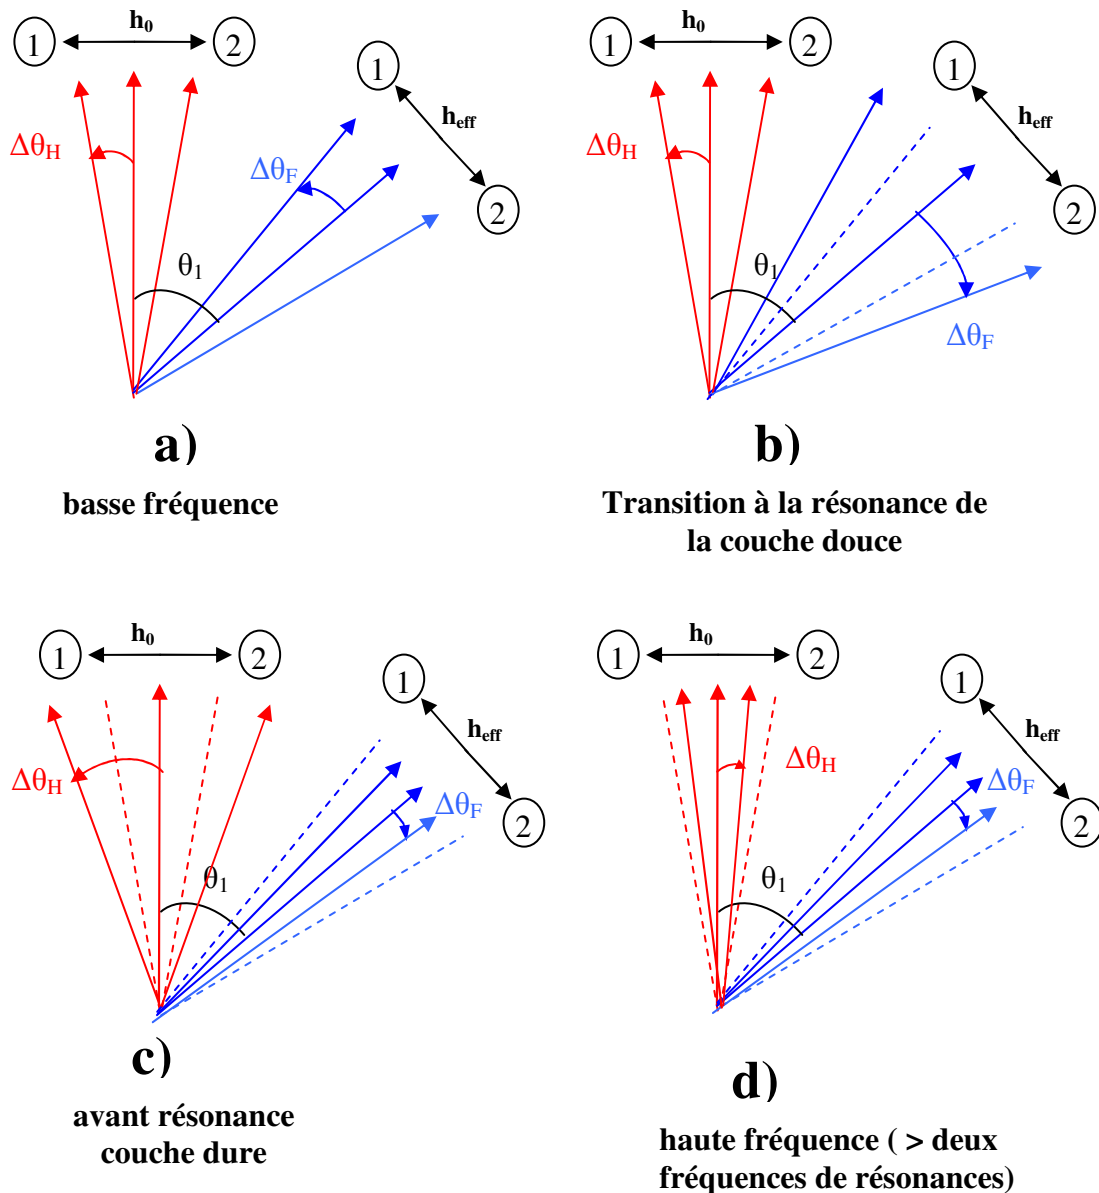 h0
1
2
1
heff
2
ΔθH
ΔθF
θ1
a)
basse fréquence
h0
1
2
1
heff
2
ΔθH
θ1
ΔθF
b)
Transition à la résonance de
la couche douce
h0
1
2
1
heff
2
ΔθH
ΔθF
θ1
c)
avant résonance
couche dure
h0
1
2
1
heff
2
ΔθH
ΔθF
θ1
d)
haute fréquence ( > deux
fréquences de résonances)